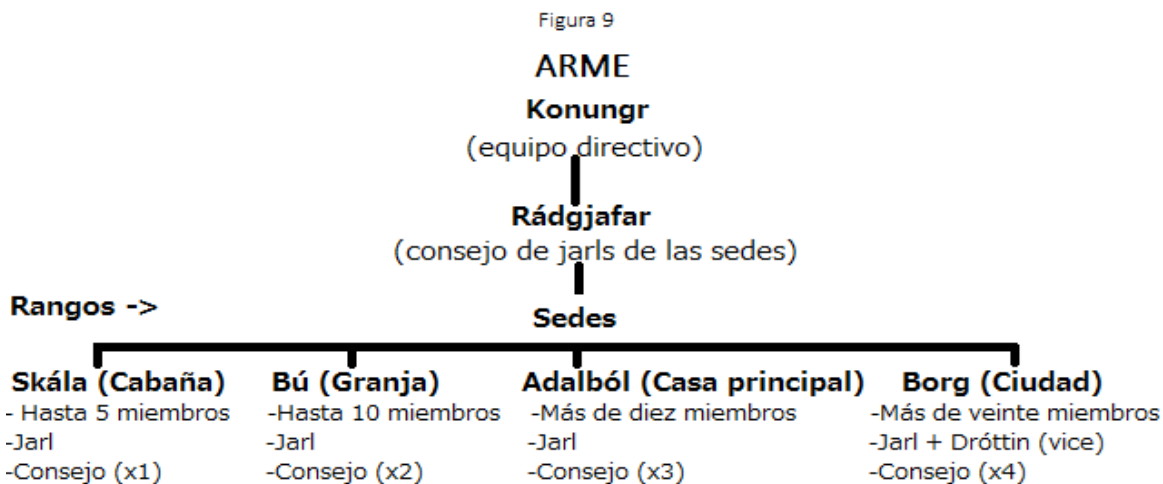 Figura 9
ARME
Konungr
(equipo directivo)
Rádgjafar
(consejo de jarls de las sedes)
Rangos ->
Sedes
Skála (Cabaña)
- Hasta 5 miembros
-Jarl
-Consejo (x1)
Bú (Granja)
-Hasta 10 miembros
-Jarl
-Consejo (x2)
Adalból (Casa principal)
-Más de diez miembros
-Jarl
-Consejo (x3)
Borg (Ciudad)
-Más de veinte miembros
-Jarl + Dróttin (vice)
-Consejo (x4)